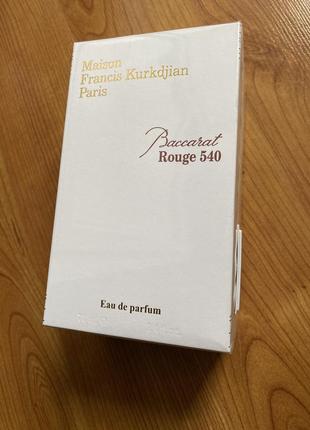 Maison
Francis Kurkdjian
Paris
Baccarat
Rouge 540
Eau de parfum